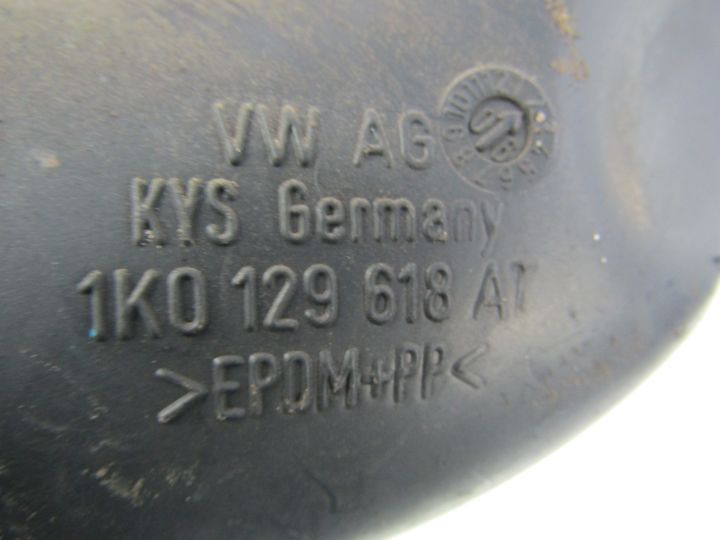 VW AG
KYS Germany
1K0 129 618 AT
>EPDM+PP<